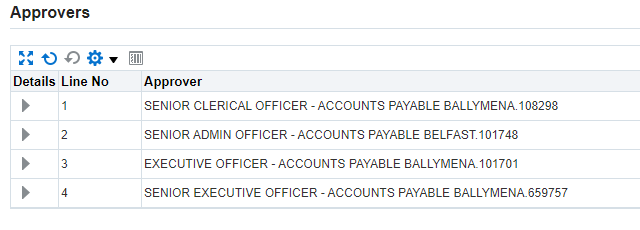 Approvers
Details Line No Approver
1 SENIOR CLERICAL OFFICER - ACCOUNTS PAYABLE BALLYMENA.108298
2 SENIOR ADMIN OFFICER - ACCOUNTS PAYABLE BELFAST.101748
3 EXECUTIVE OFFICER - ACCOUNTS PAYABLE BALLYMENA.101701
4 SENIOR EXECUTIVE OFFICER - ACCOUNTS PAYABLE BALLYMENA.659757